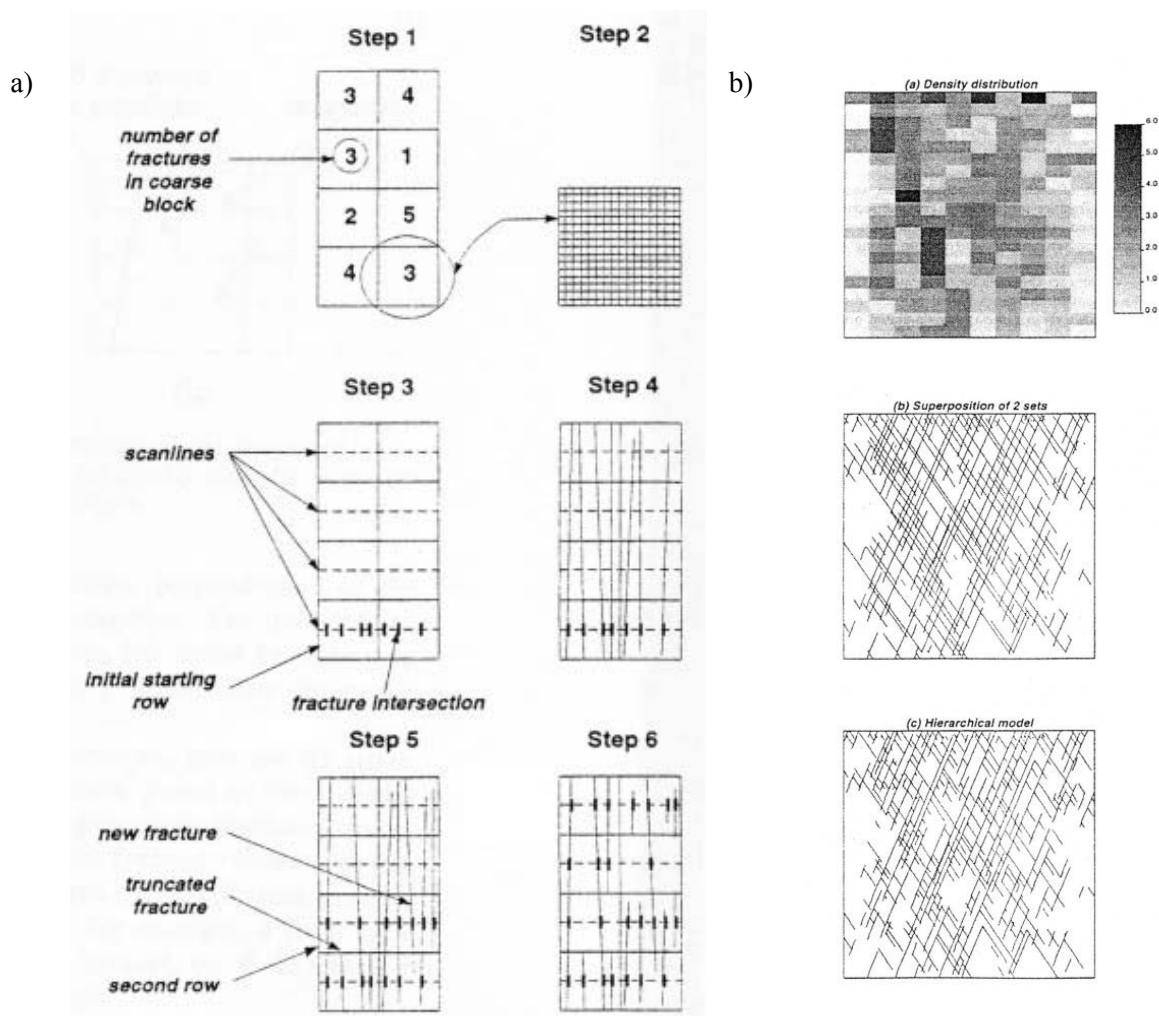 a)
Step 1
Step 2
3 4
number of
fractures
in coarse
block
3 1
2 5
4 3
Step 3
Step 4
scanlines
initial starting
row
fracture intersection
Step 5
Step 6
new fracture
truncated
fracture
second row
b)
(a) Density distribution
6.0
5.0
4.0
3.0
2.0
1.0
0.0
(b) Superposition of 2 sets
(c) Hierarchical model